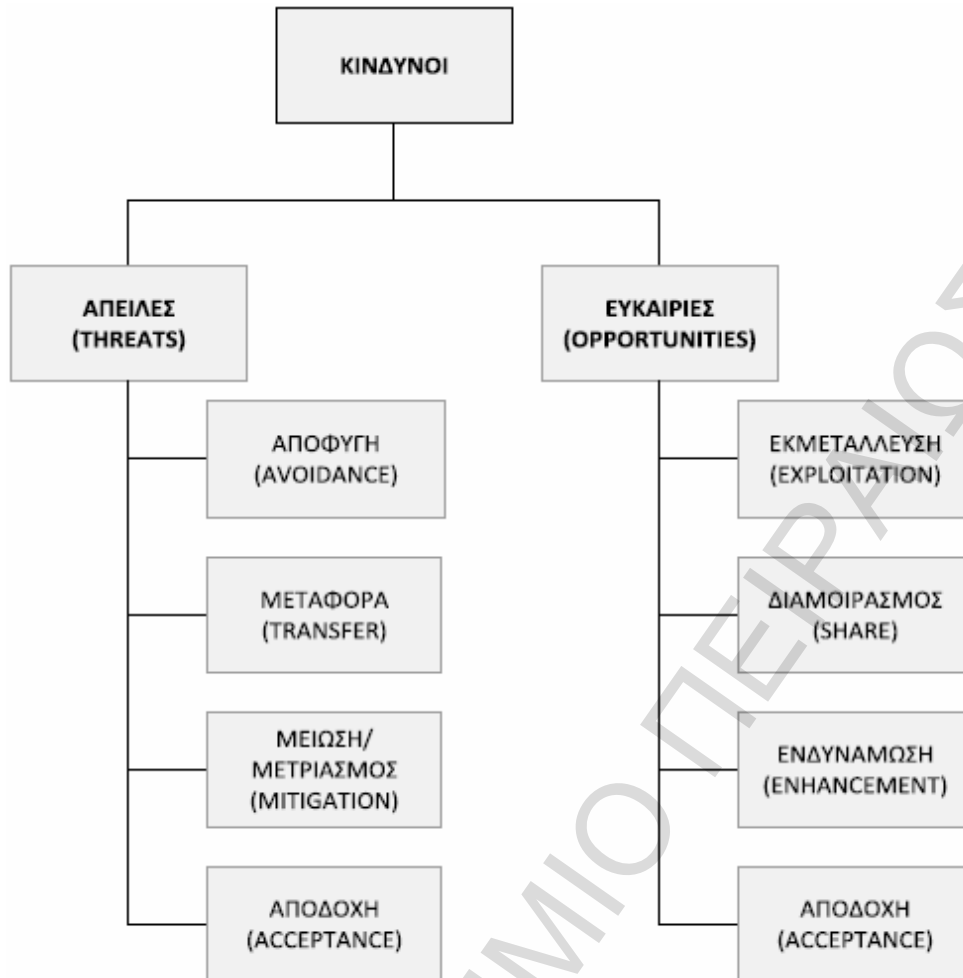 ΚΙΝΔΥΝΟΙ
ΑΠΕΙΛΕΣ
(THREATS)
ΑΠΟΦΥΓΗ
(AVOIDANCE)
ΜΕΤΑΦΟΡΑ
(TRANSFER)
ΜΕΙΩΣΗ/
ΜΕΤΡΙΑΣΜΟΣ
(MITIGATION)
ΑΠΟΔΟΧΗ
(ACCEPTANCE)
ΕΥΚΑΙΡΙΕΣ
(OPPORTUNITIES)
ΕΚΜΕΤΑΛΛΕΥΣΗ
(EXPLOITATION)
ΔΙΑΜΟΙΡΑΣΜΟΣ
(SHARE)
ΕΝΔΥΝΑΜΩΣΗ
(ENHANCEMENT)
ΑΠΟΔΟΧΗ
(ACCEPTANCE)